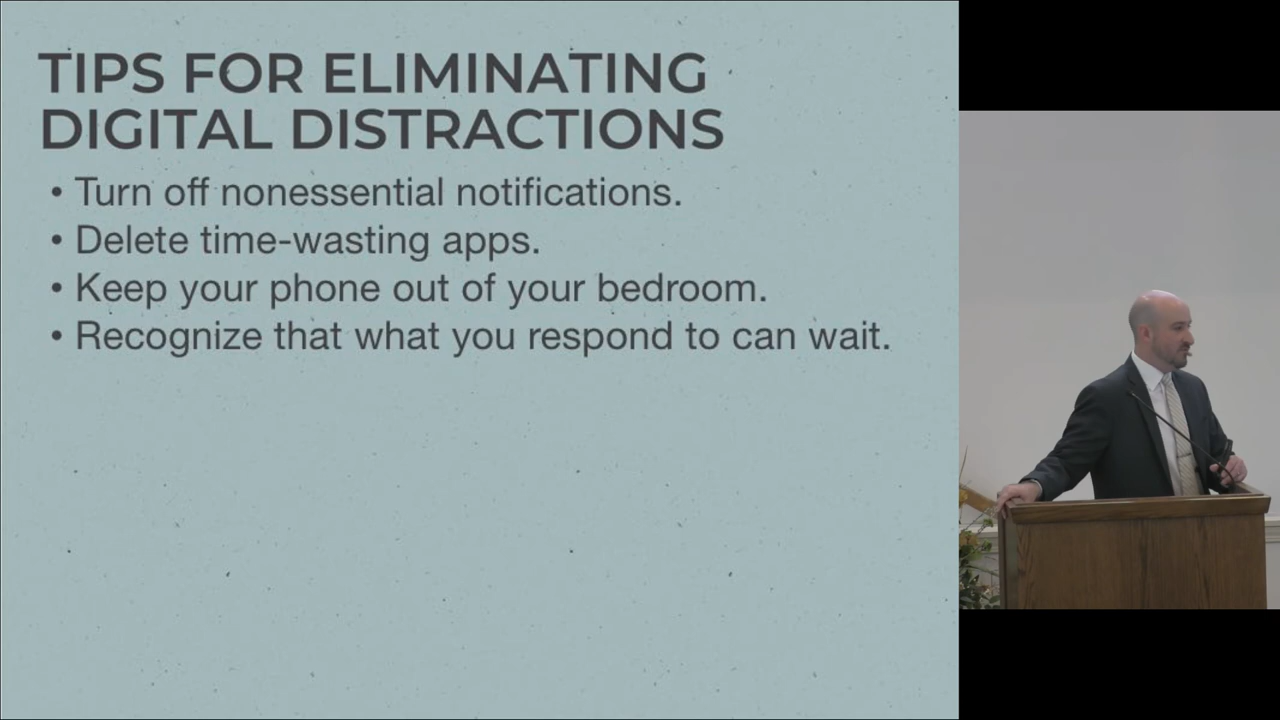 TIPS FOR ELIMINATING
DIGITAL DISTRACTIONS
• Turn off nonessential notifications.
• Delete time-wasting apps.
• Keep your phone out of your bedroom.
• Recognize that what you respond to can wait.